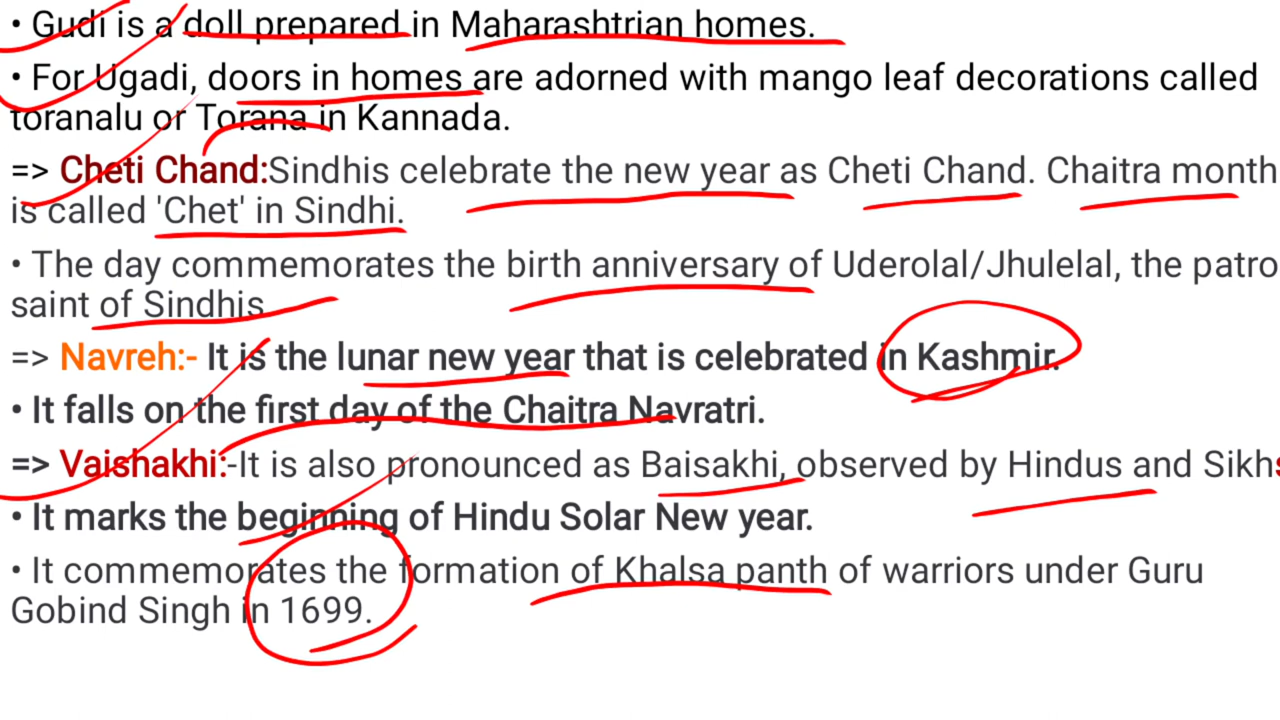 • Gudi is a doll prepared in Maharashtrian homes.
• For Ugadi, doors in homes are adorned with mango leaf decorations called
toranalu or Torana in Kannada.
=> Cheti Chand:Sindhis celebrate the new year as Cheti Chand. Chaitra month
is called 'Chet' in Sindhi.
• The day commemorates the birth anniversary of Uderolal/Jhulelal, the patro
saint of Sindhis
=> Navreh:- It is the lunar new year that is celebrated in Kashmir.
• It falls on the first day of the Chaitra Navratri.
=> Vaishakhi:-It is also pronounced as Baisakhi, observed by Hindus and Sikhs
• It marks the beginning of Hindu Solar New year.
• It commemorates the formation of Khalsa panth of warriors under Guru
Gobind Singh in 1699.